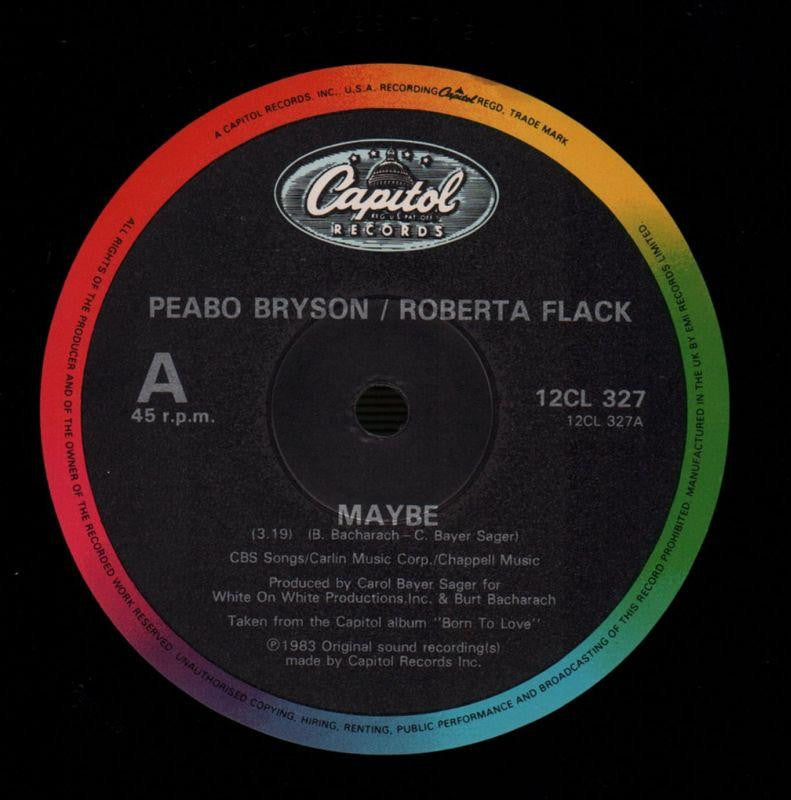 A CAPITOL RECORDS, INC., U.S.A. RECORDING Capitol REGD. TRADE MARK
Capitol
REG. U.S. PAT. OFF.
RECORDS
PEABO BRYSON / ROBERTA FLACK
A
45 r.p.m.
12CL 327
12CL 327A
MAYBE
(3.19) (B. Bacharach – C. Bayer Sager)
CBS Songs/Carlin Music Corp./Chappell Music
Produced by Carol Bayer Sager for
White On White Productions,Inc. & Burt Bacharach
Taken from the Capitol album "Born To Love"
℗1983 Original sound recording(s)
made by Capitol Records Inc.
ALL RIGHTS OF THE PRODUCER AND OF THE OWNER OF THE RECORDED WORK RESERVED. UNAUTHORISED COPYING, HIRING, RENTING, PUBLIC PERFORMANCE AND BROADCASTING OF THIS RECORD PROHIBITED. MANUFACTURED IN THE UK BY EMI RECORDS LIMITED.